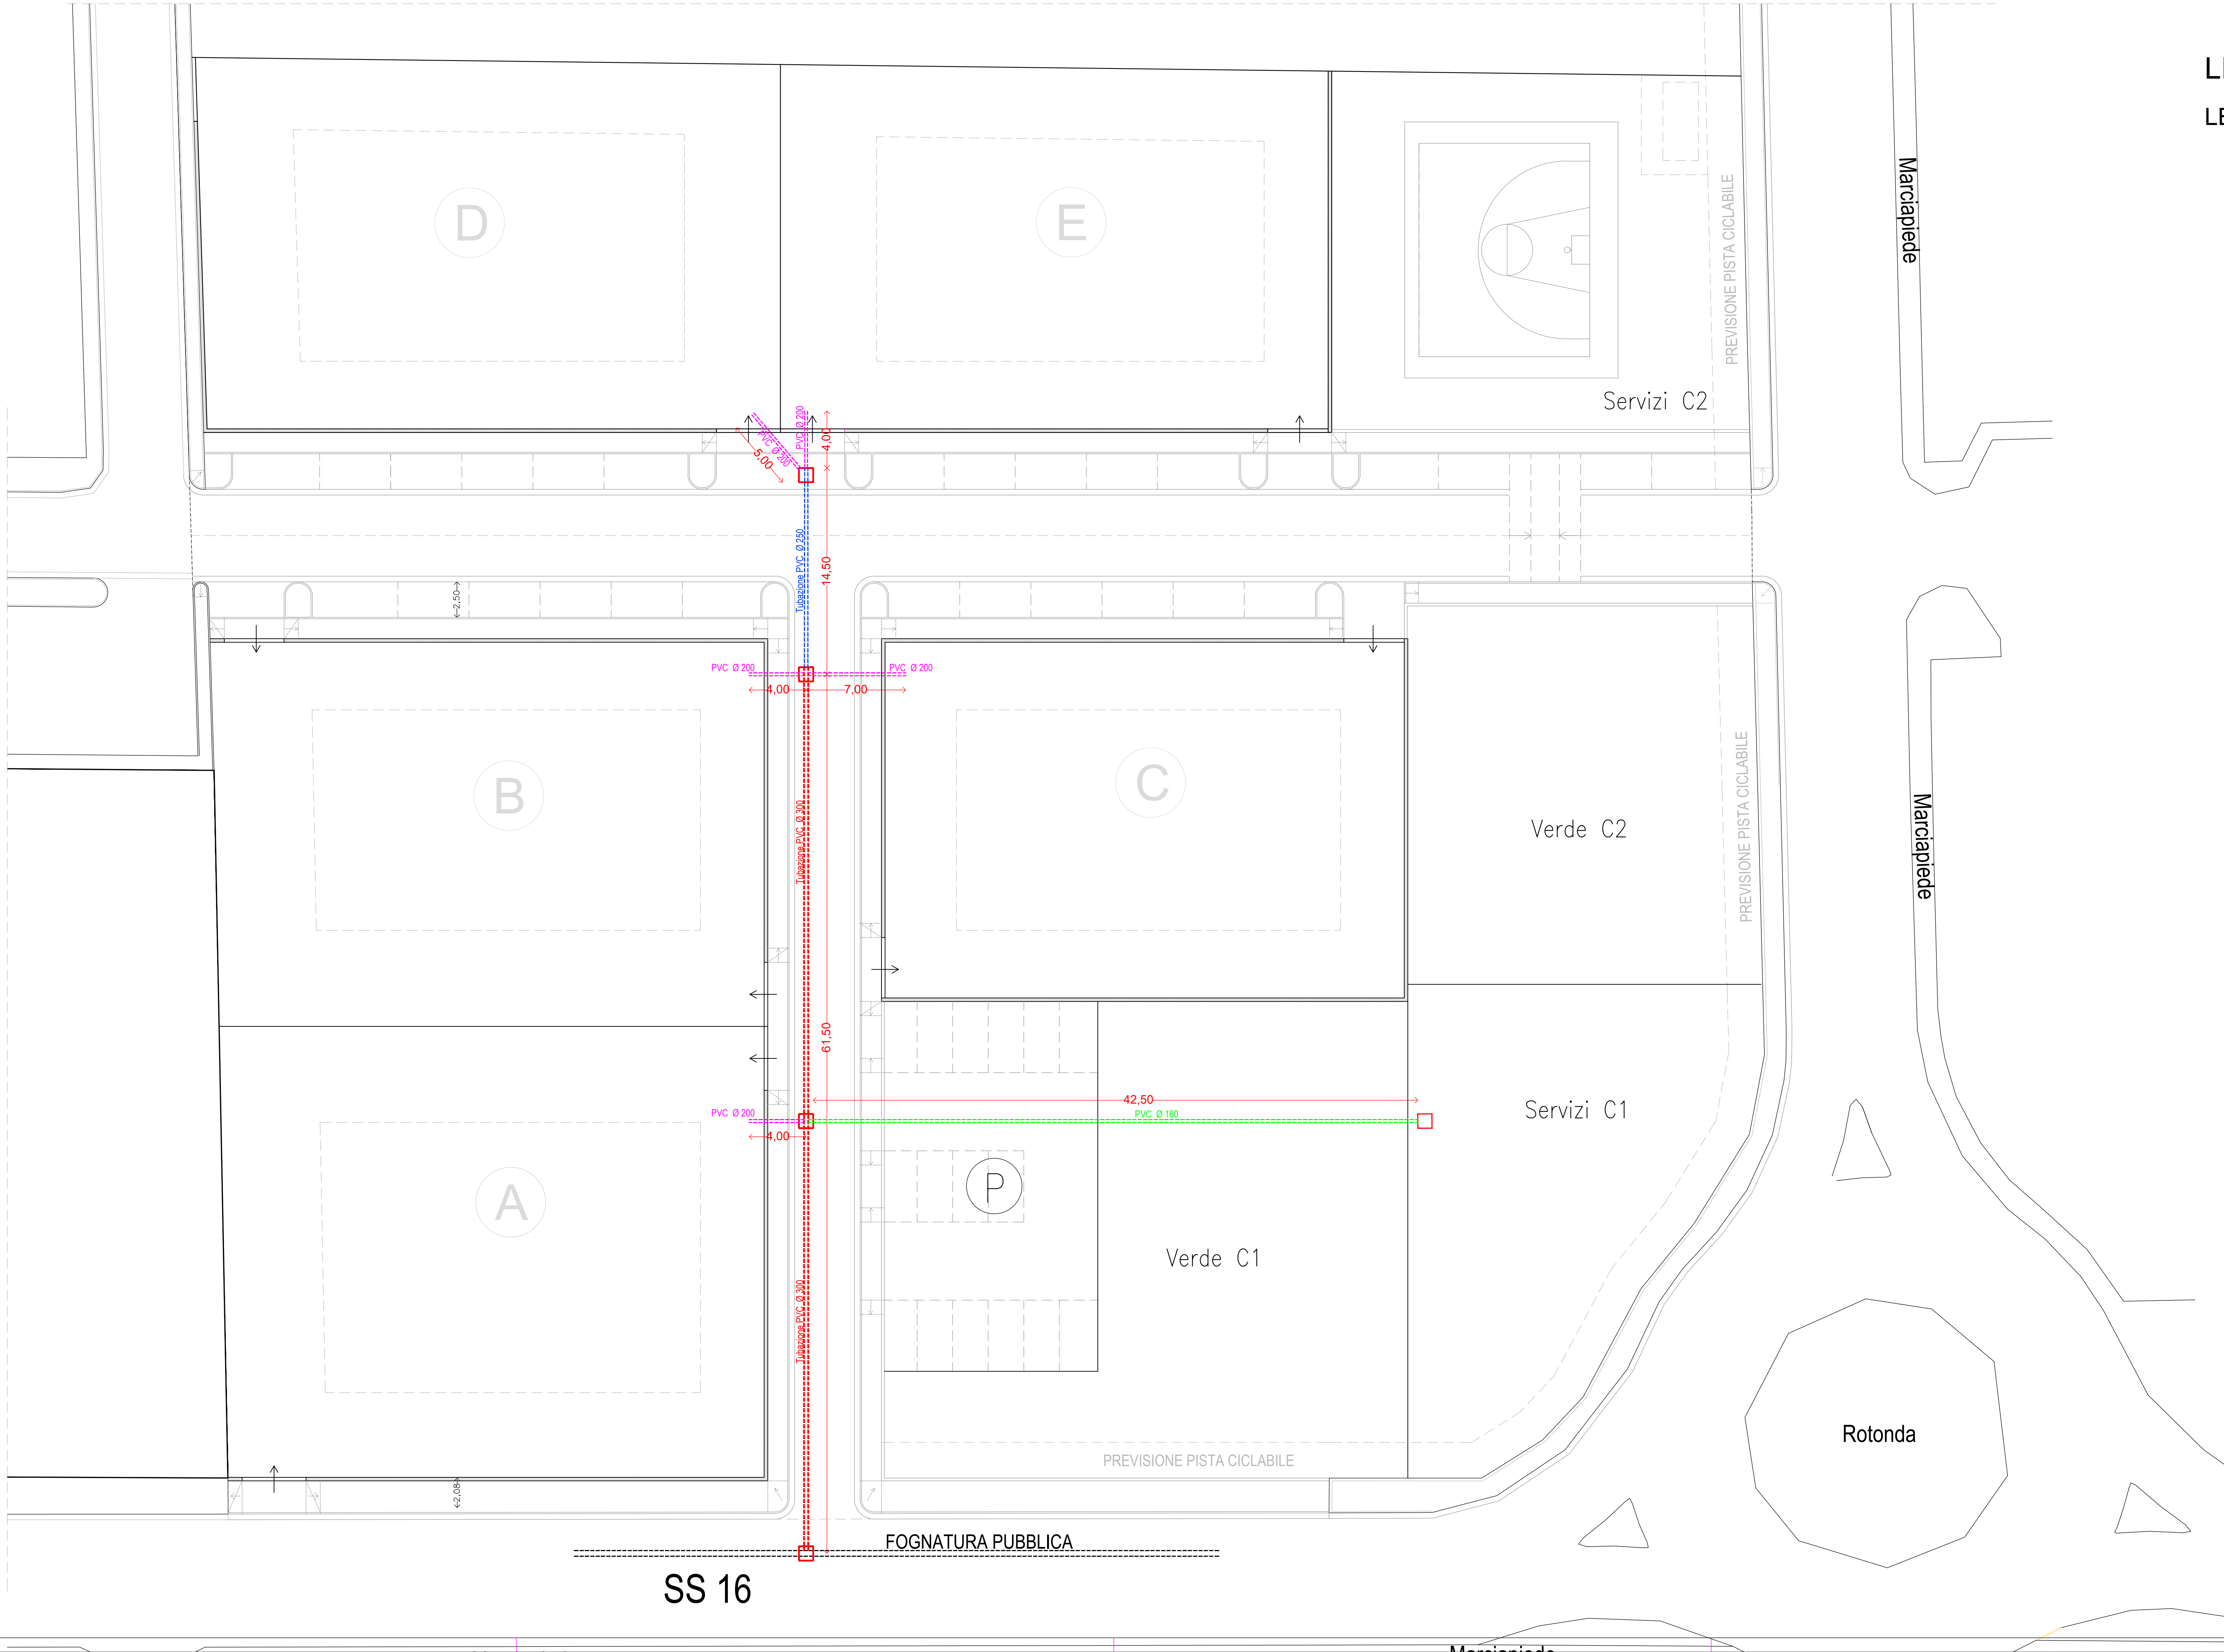 D
E
Servizi C2
PREVISIONE PISTA CICLABILE
Marciapiede
PVC Ø 200
PVC Ø 200
5,00
4,00
Tubazione PVC Ø 250
14,50
2,50
PVC Ø 200
PVC Ø 200
4,00
7,00
B
C
Verde C2
PREVISIONE PISTA CICLABILE
Marciapiede
Tubazione PVC Ø 300
61,50
42,50
PVC Ø 200
PVC Ø 160
4,00
Servizi C1
A
P
Verde C1
Tubazione PVC Ø 300
Rotonda
PREVISIONE PISTA CICLABILE
2,08
FOGNATURA PUBBLICA
SS 16